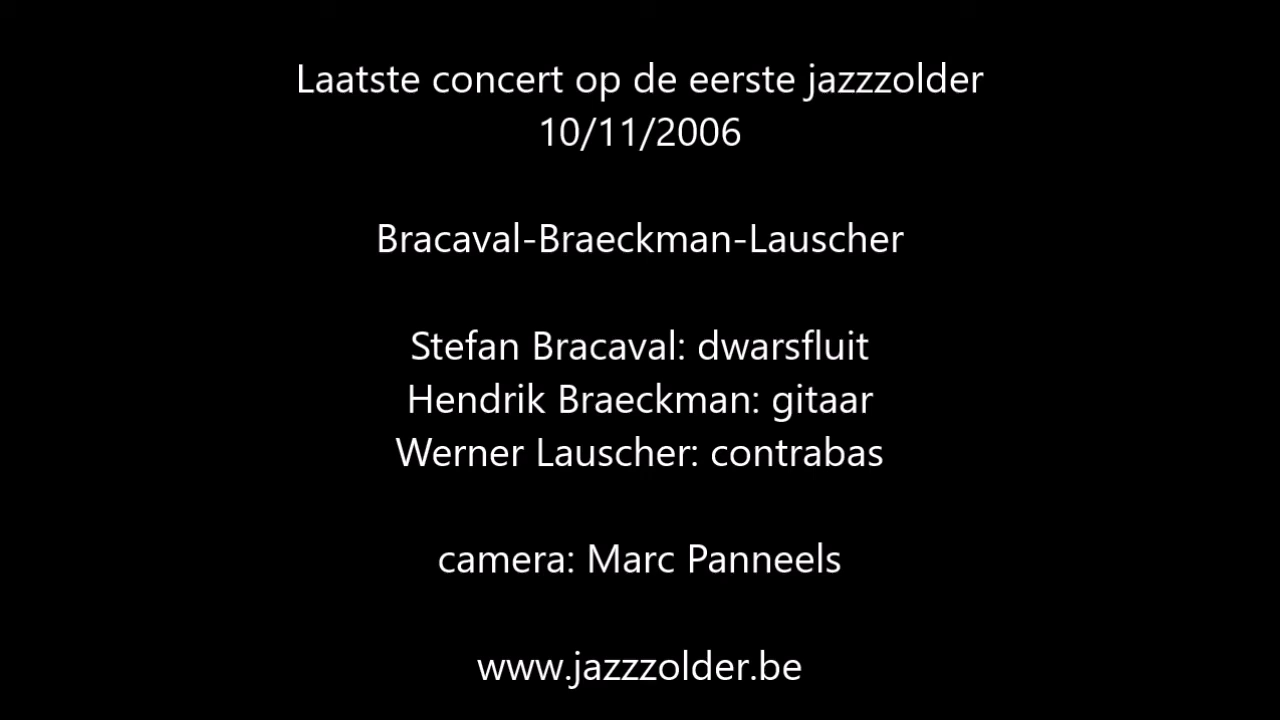 Laatste concert op de eerste jazzzolder
10/11/2006
Bracaval-Braeckman-Lauscher
Stefan Bracaval: dwarsfluit
Hendrik Braeckman: gitaar
Werner Lauscher: contrabas
camera: Marc Panneels
www.jazzzolder.be